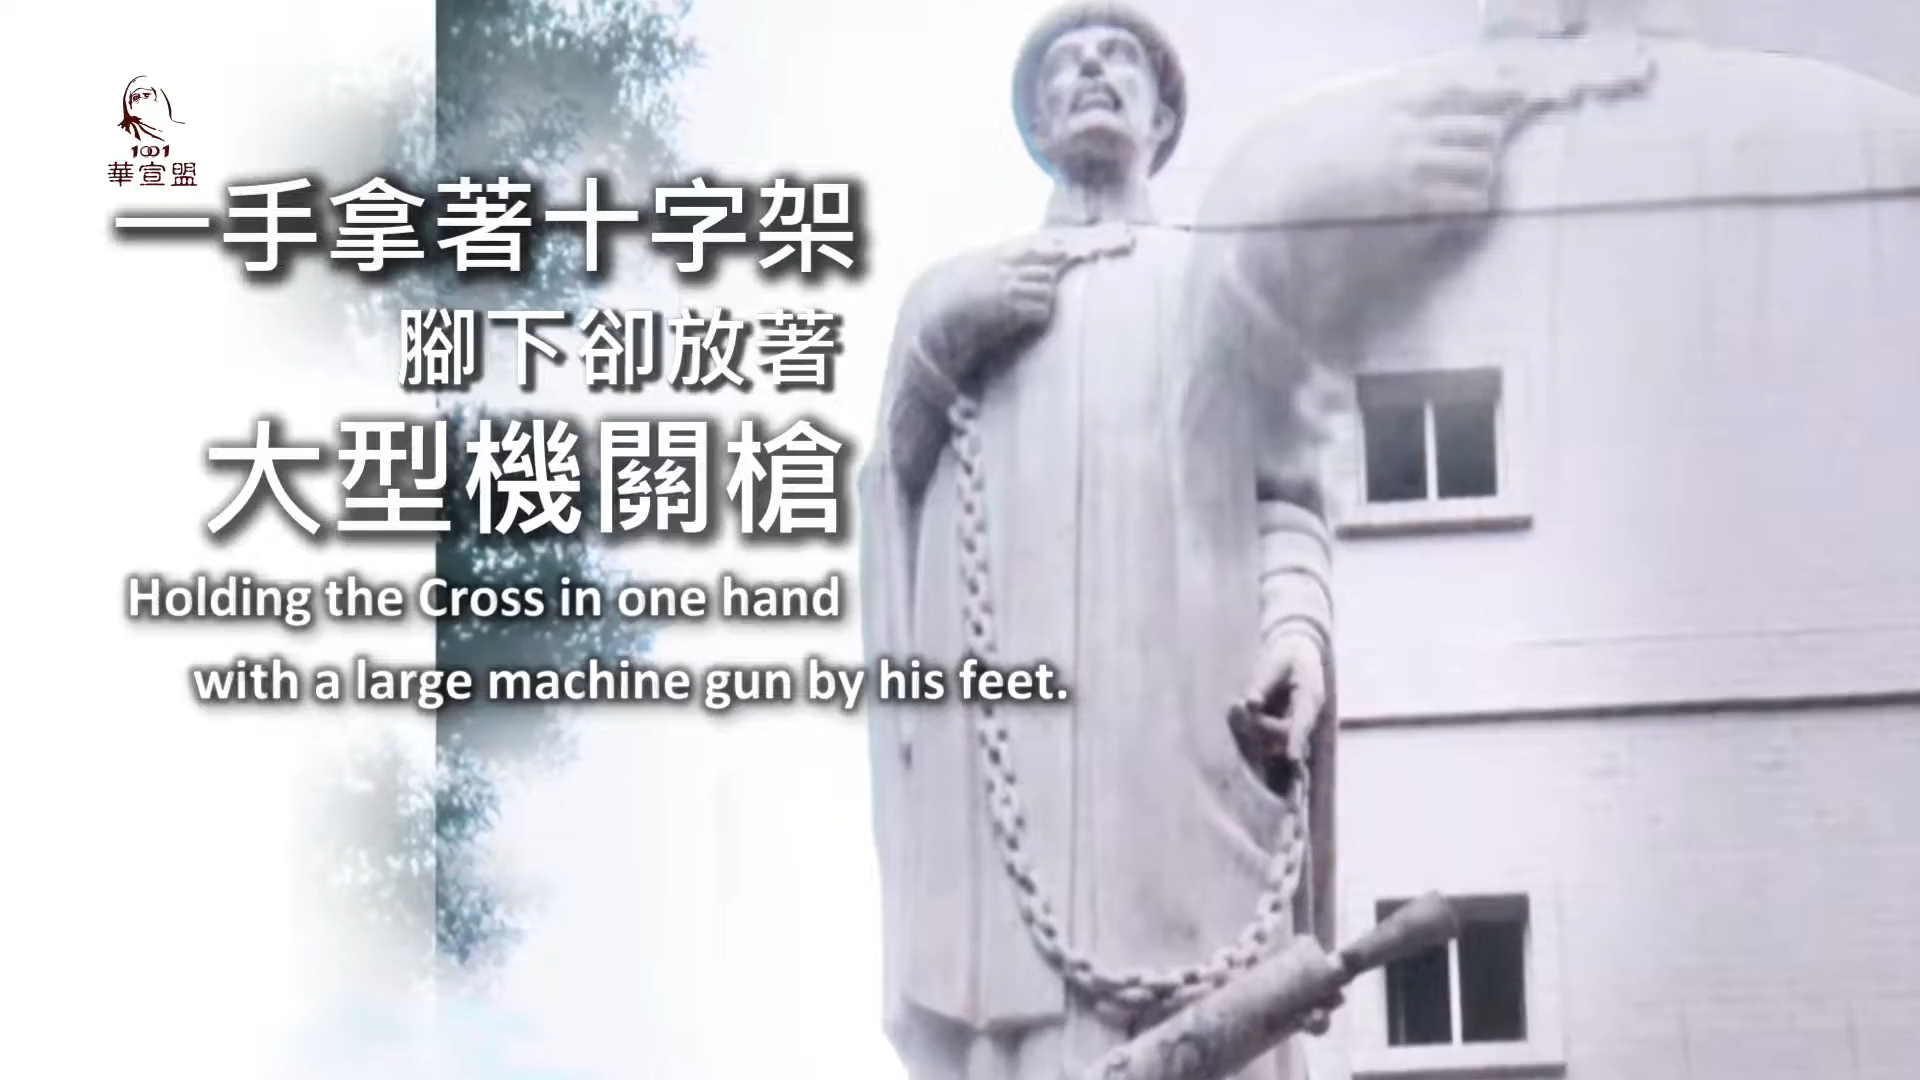 1001
華宣盟
一手拿著十字架
腳下卻放著
大型機關槍
Holding the Cross in one hand
with a large machine gun by his feet.